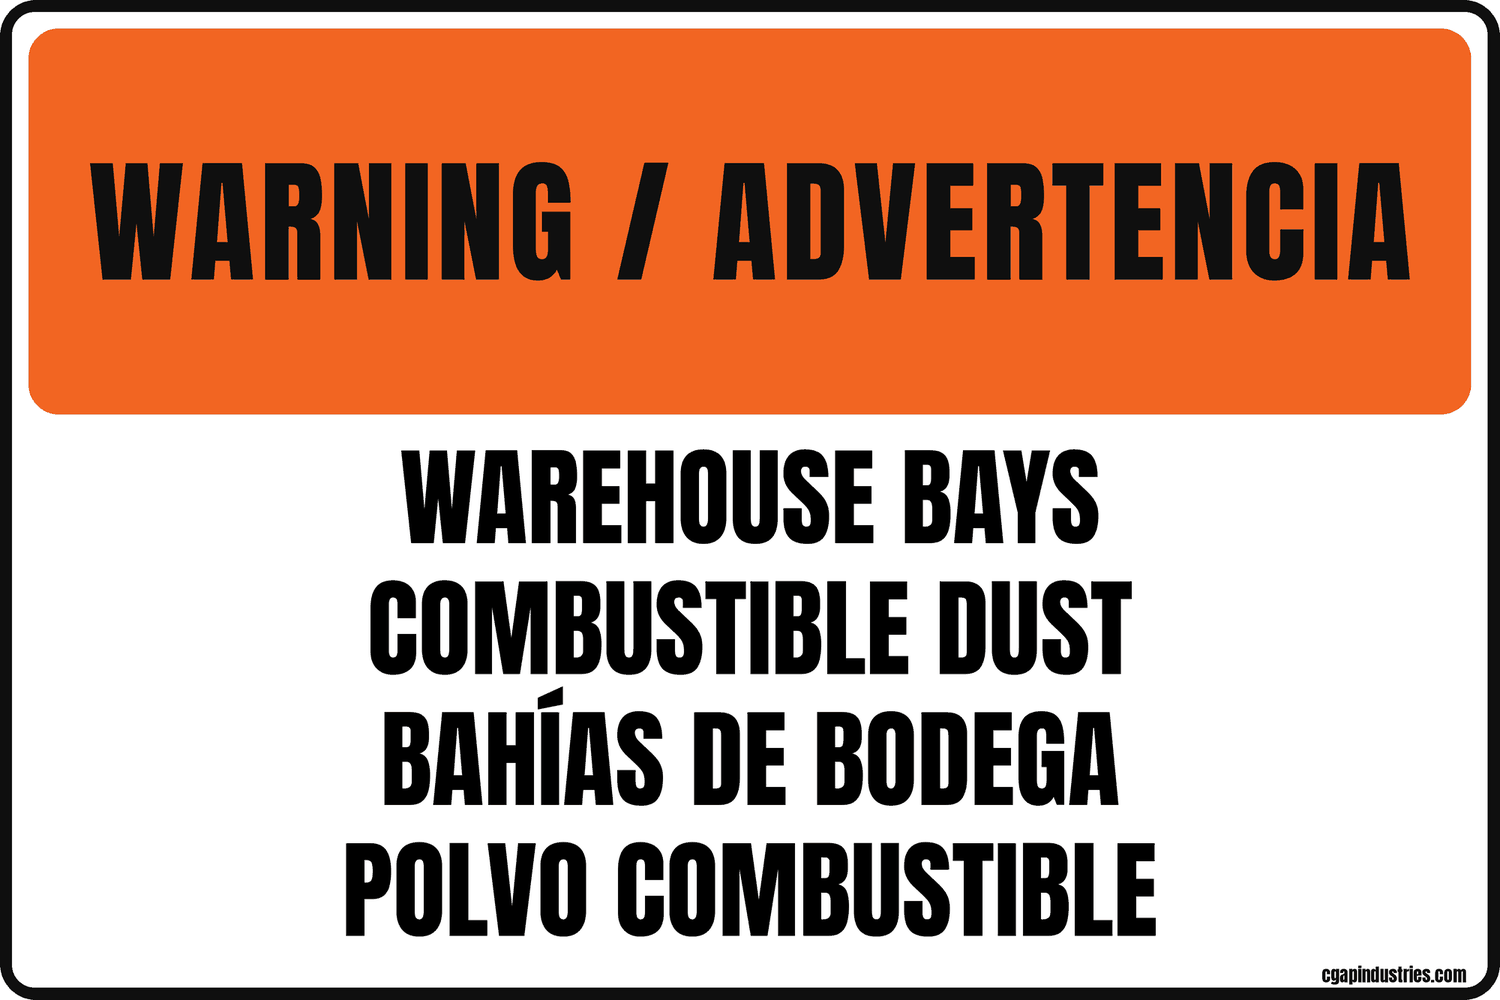 WARNING / ADVERTENCIA
WAREHOUSE BAYS
COMBUSTIBLE DUST
BAHÍAS DE BODEGA
POLVO COMBUSTIBLE
cgapindustries.com